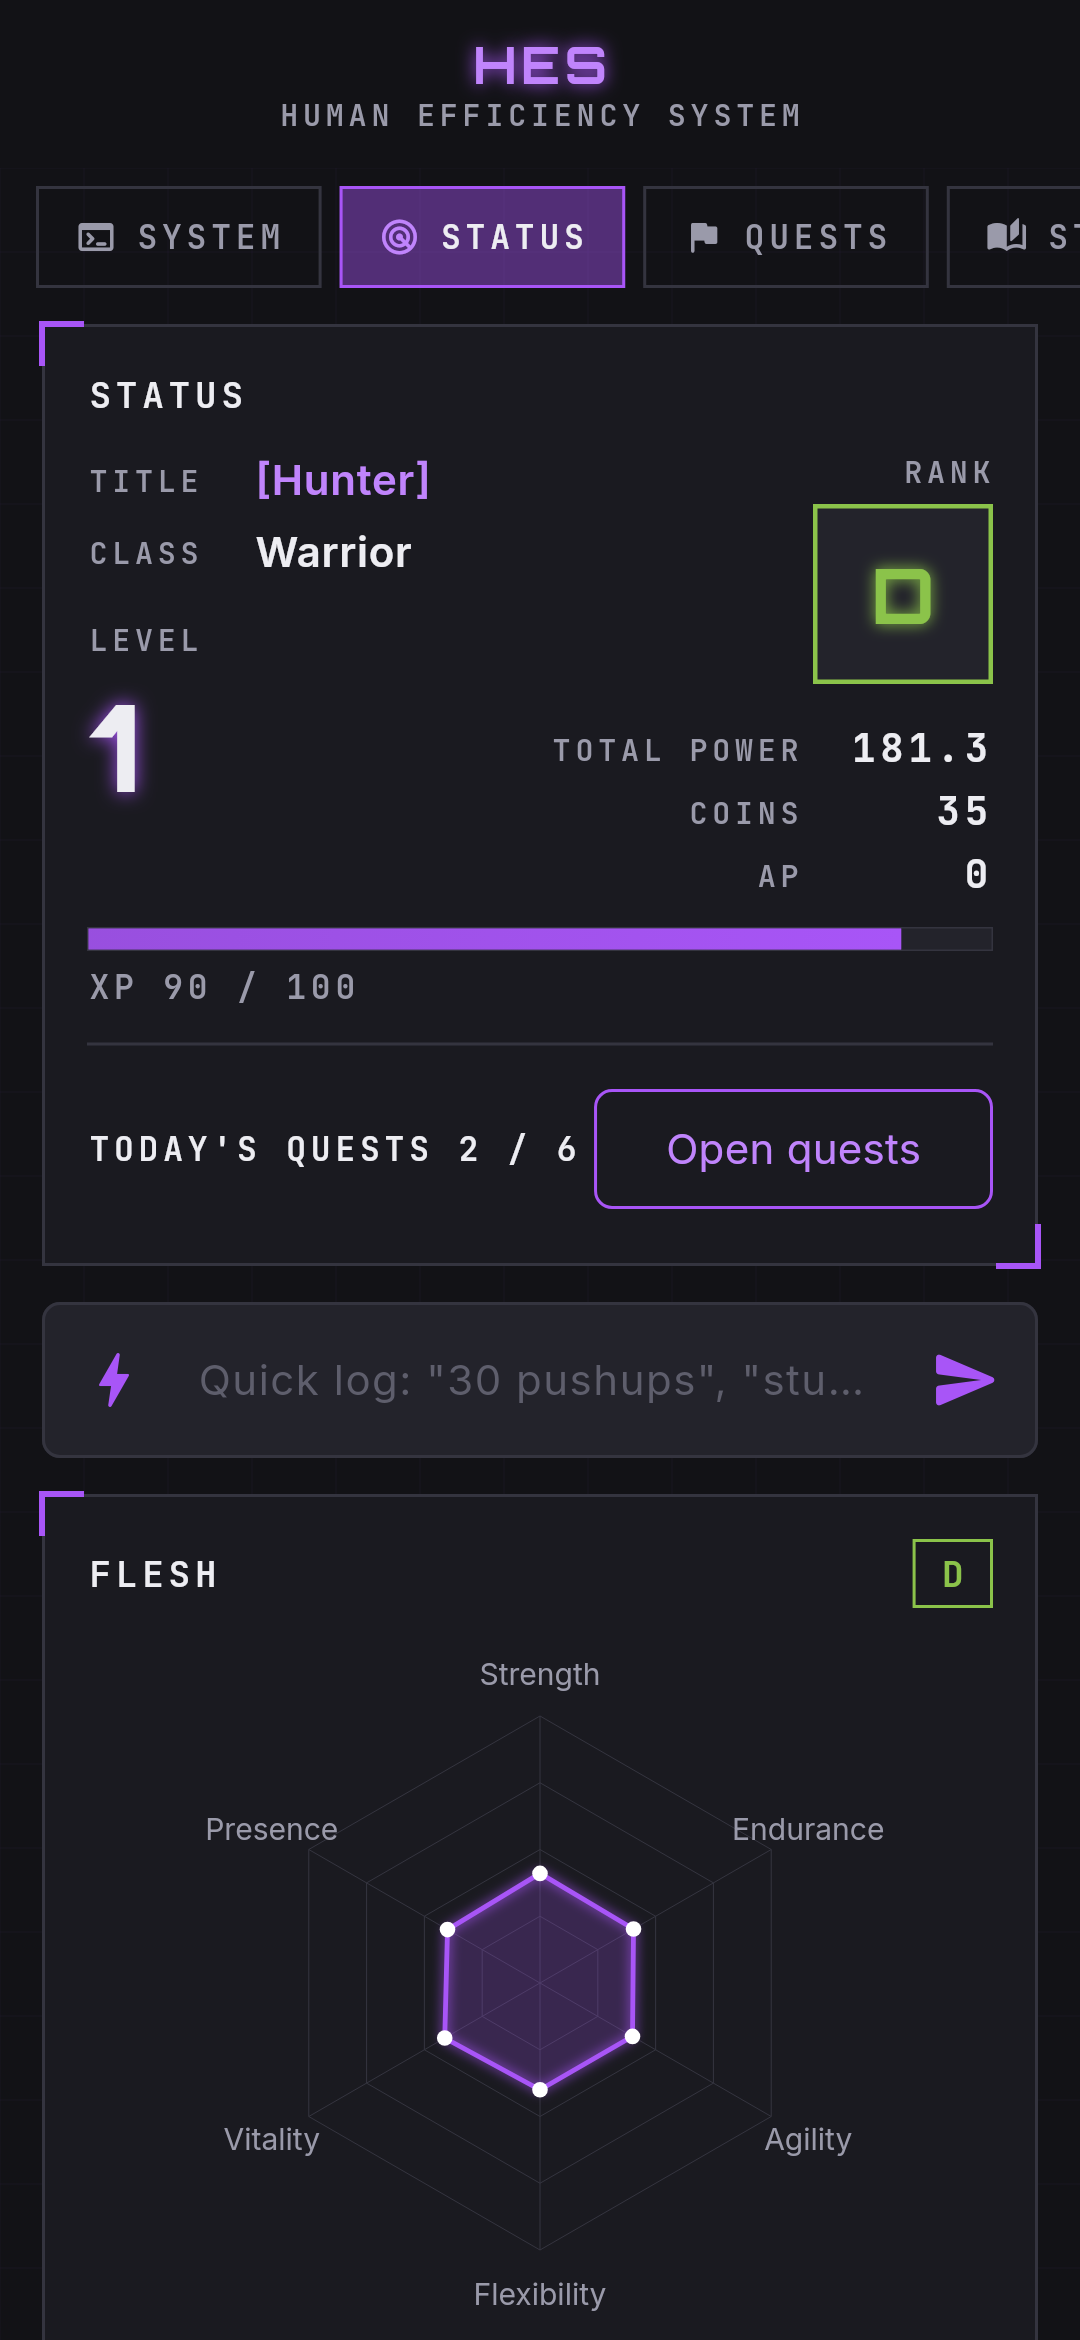 HES
HUMAN EFFICIENCY SYSTEM
SYSTEM
STATUS
QUESTS
ST
STATUS
TITLE [Hunter]
RANK
CLASS Warrior
D
LEVEL
1
TOTAL POWER 181.3
COINS 35
AP 0
XP 90 / 100
TODAY'S QUESTS 2 / 6
Open quests
Quick log: "30 pushups", "stu...
FLESH
D
Strength
Presence
Endurance
Vitality
Agility
Flexibility